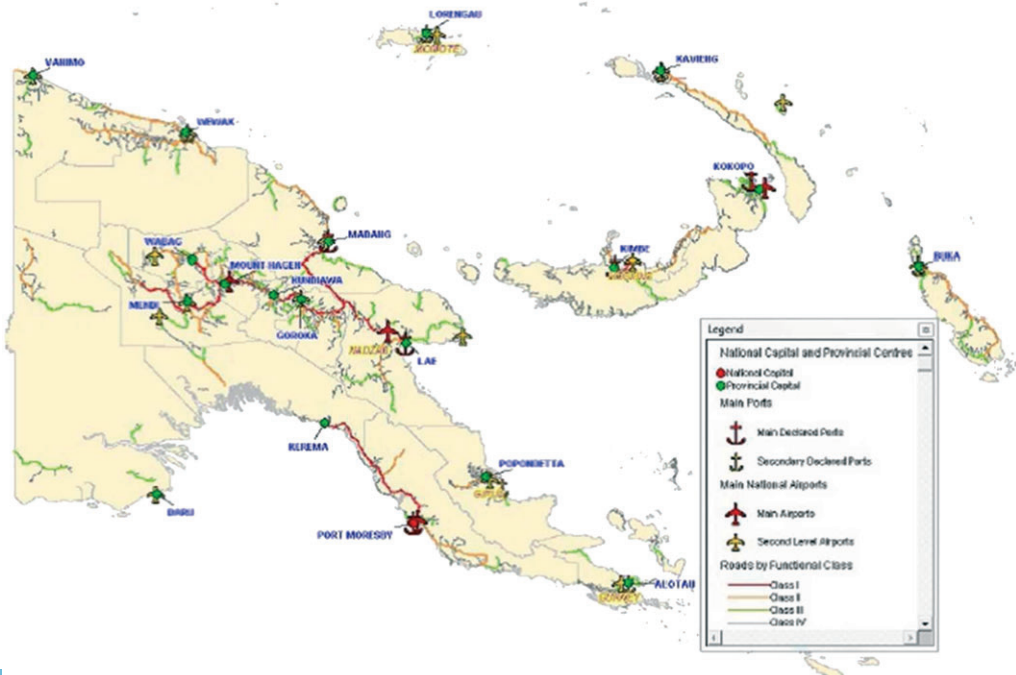 LORENGAU
MOMOTE
VANIMO
KAVIENG
WEWAK
KOKOPO
MADANG
WABAG
KIMBE
BUKA
MOUNT HAGEN
KUNDIAWA
MENDI
GOROKA
NADZAB
LAE
KEREMA
POPONDETTA
DARU
PORT MORESBY
ALOTAU
GURNEY
Legend
National Capital and Provincial Centres
National Capital
Provincial Capital
Main Ports
Main Declared Ports
Secondary Declared Ports
Main National Airports
Main Airports
Second Level Airports
Roads by Functional Class
Class I
Class II
Class III
Class IV